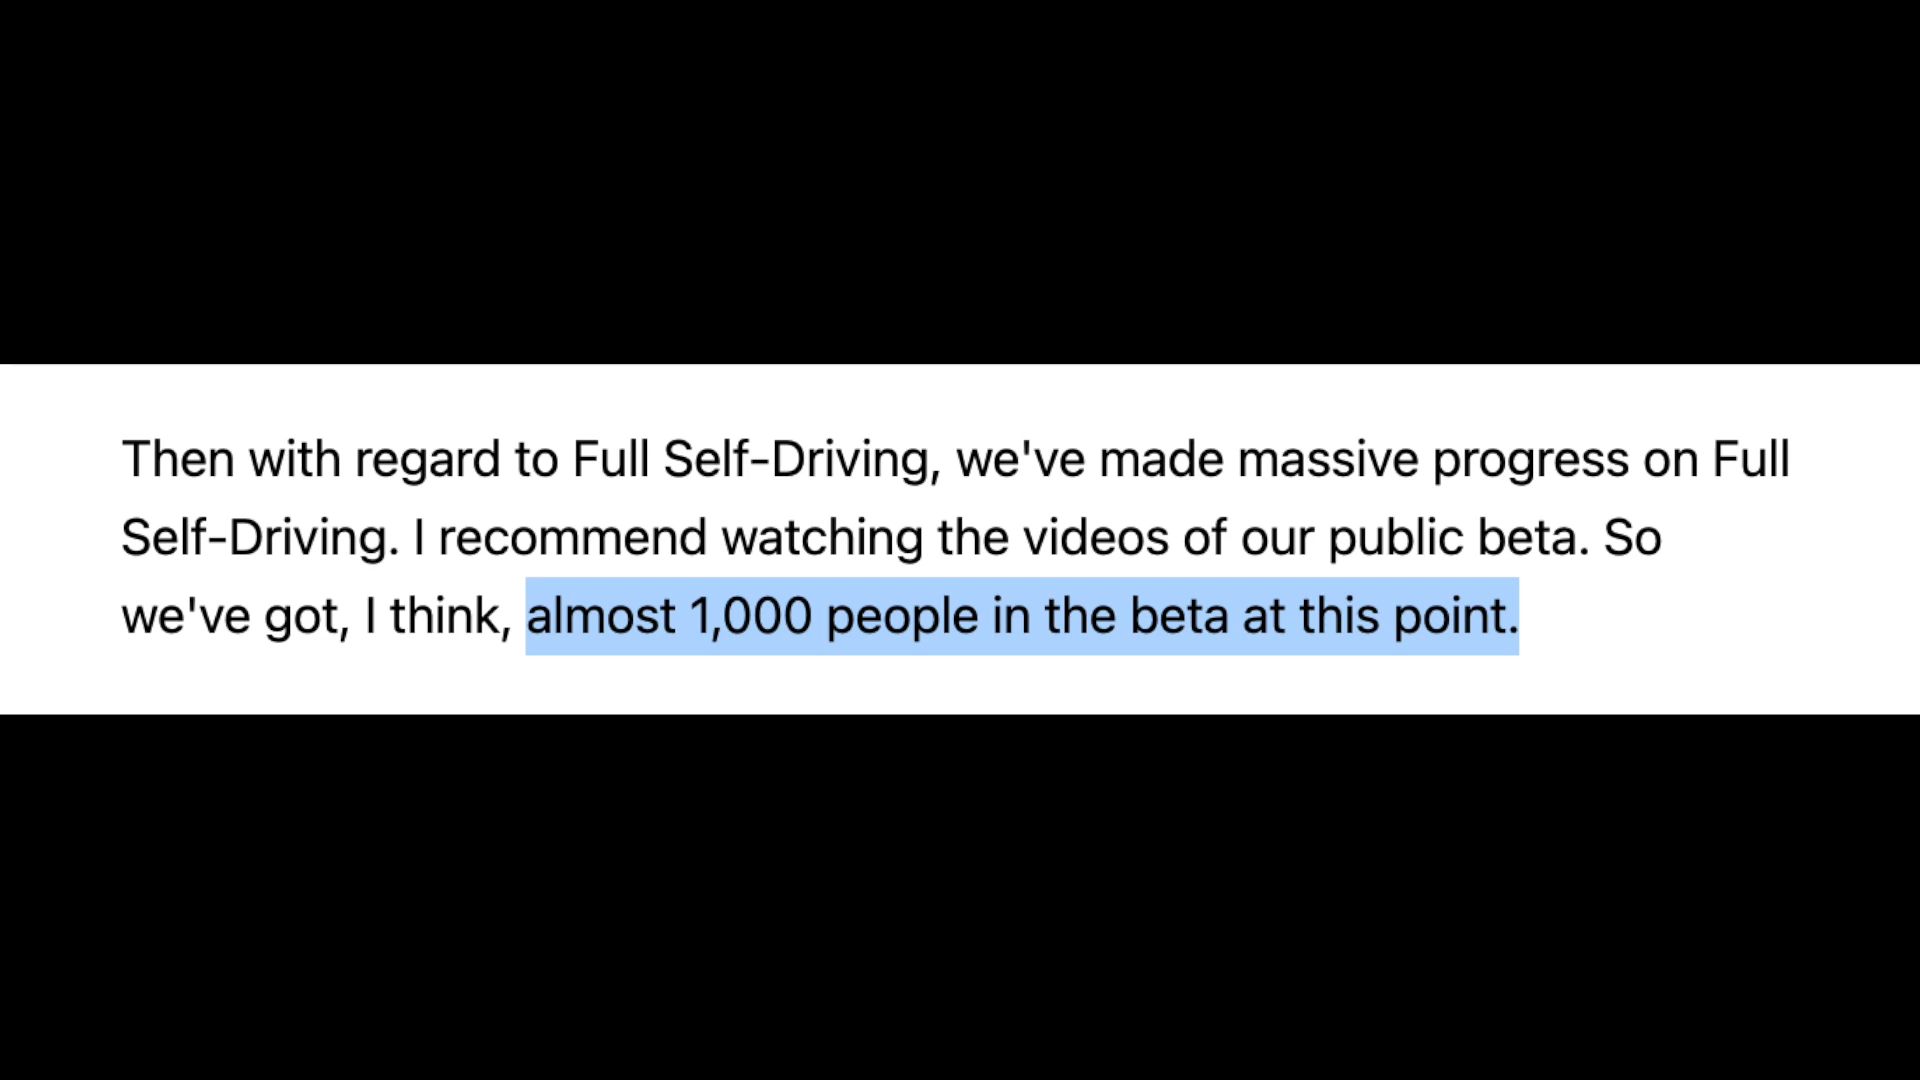 Then with regard to Full Self-Driving, we've made massive progress on Full
Self-Driving. I recommend watching the videos of our public beta. So
we've got, I think, almost 1,000 people in the beta at this point.